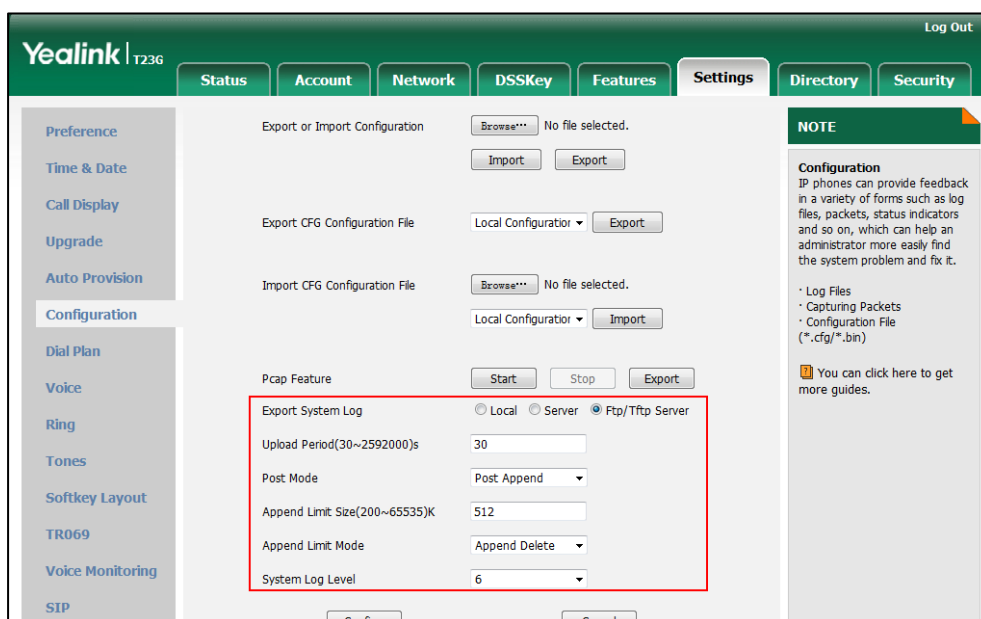 Log Out
Yealink | T23G
Status Account Network DSSKey Features Settings Directory Security
Preference
Time & Date
Call Display
Upgrade
Auto Provision
Configuration
Dial Plan
Voice
Ring
Tones
Softkey Layout
TR069
Voice Monitoring
SIP
Export or Import Configuration Browse... No file selected.
Import Export
Export CFG Configuration File Local Configuration Export
Import CFG Configuration File Browse... No file selected.
Local Configuration Import
Pcap Feature Start Stop Export
Export System Log Local Server Ftp/Tftp Server
Upload Period(30~2592000)s 30
Post Mode Post Append
Append Limit Size(200~65535)K 512
Append Limit Mode Append Delete
System Log Level 6
NOTE
Configuration
IP phones can provide feedback
in a variety of forms such as log
files, packets, status indicators
and so on, which can help an
administrator more easily find
the system problem and fix it.
· Log Files
· Capturing Packets
· Configuration File
(*.cfg/*.bin)
You can click here to get
more guides.